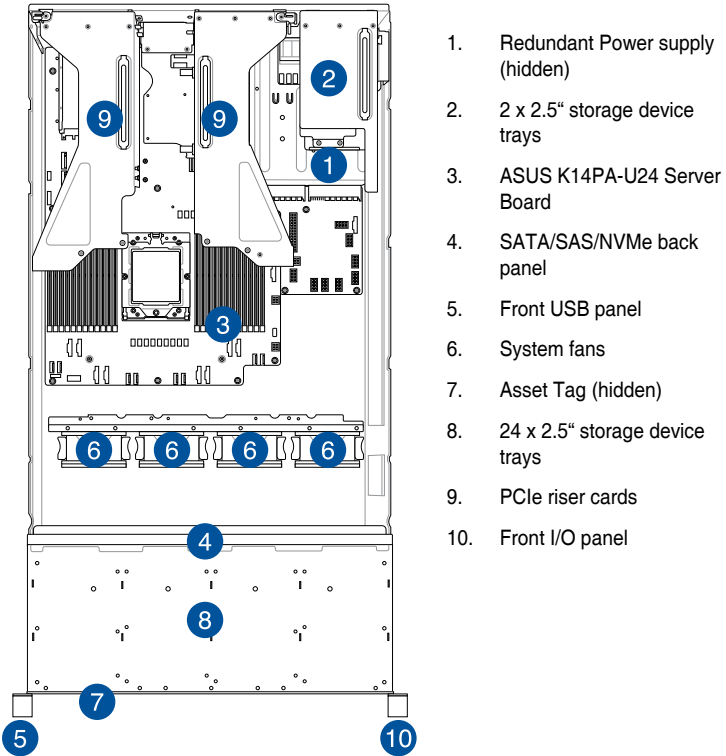 9
9
2
1
3
6
6
6
6
4
8
7
5
10
1. Redundant Power supply
(hidden)
2. 2 x 2.5“ storage device
trays
3. ASUS K14PA-U24 Server
Board
4. SATA/SAS/NVMe back
panel
5. Front USB panel
6. System fans
7. Asset Tag (hidden)
8. 24 x 2.5“ storage device
trays
9. PCIe riser cards
10. Front I/O panel